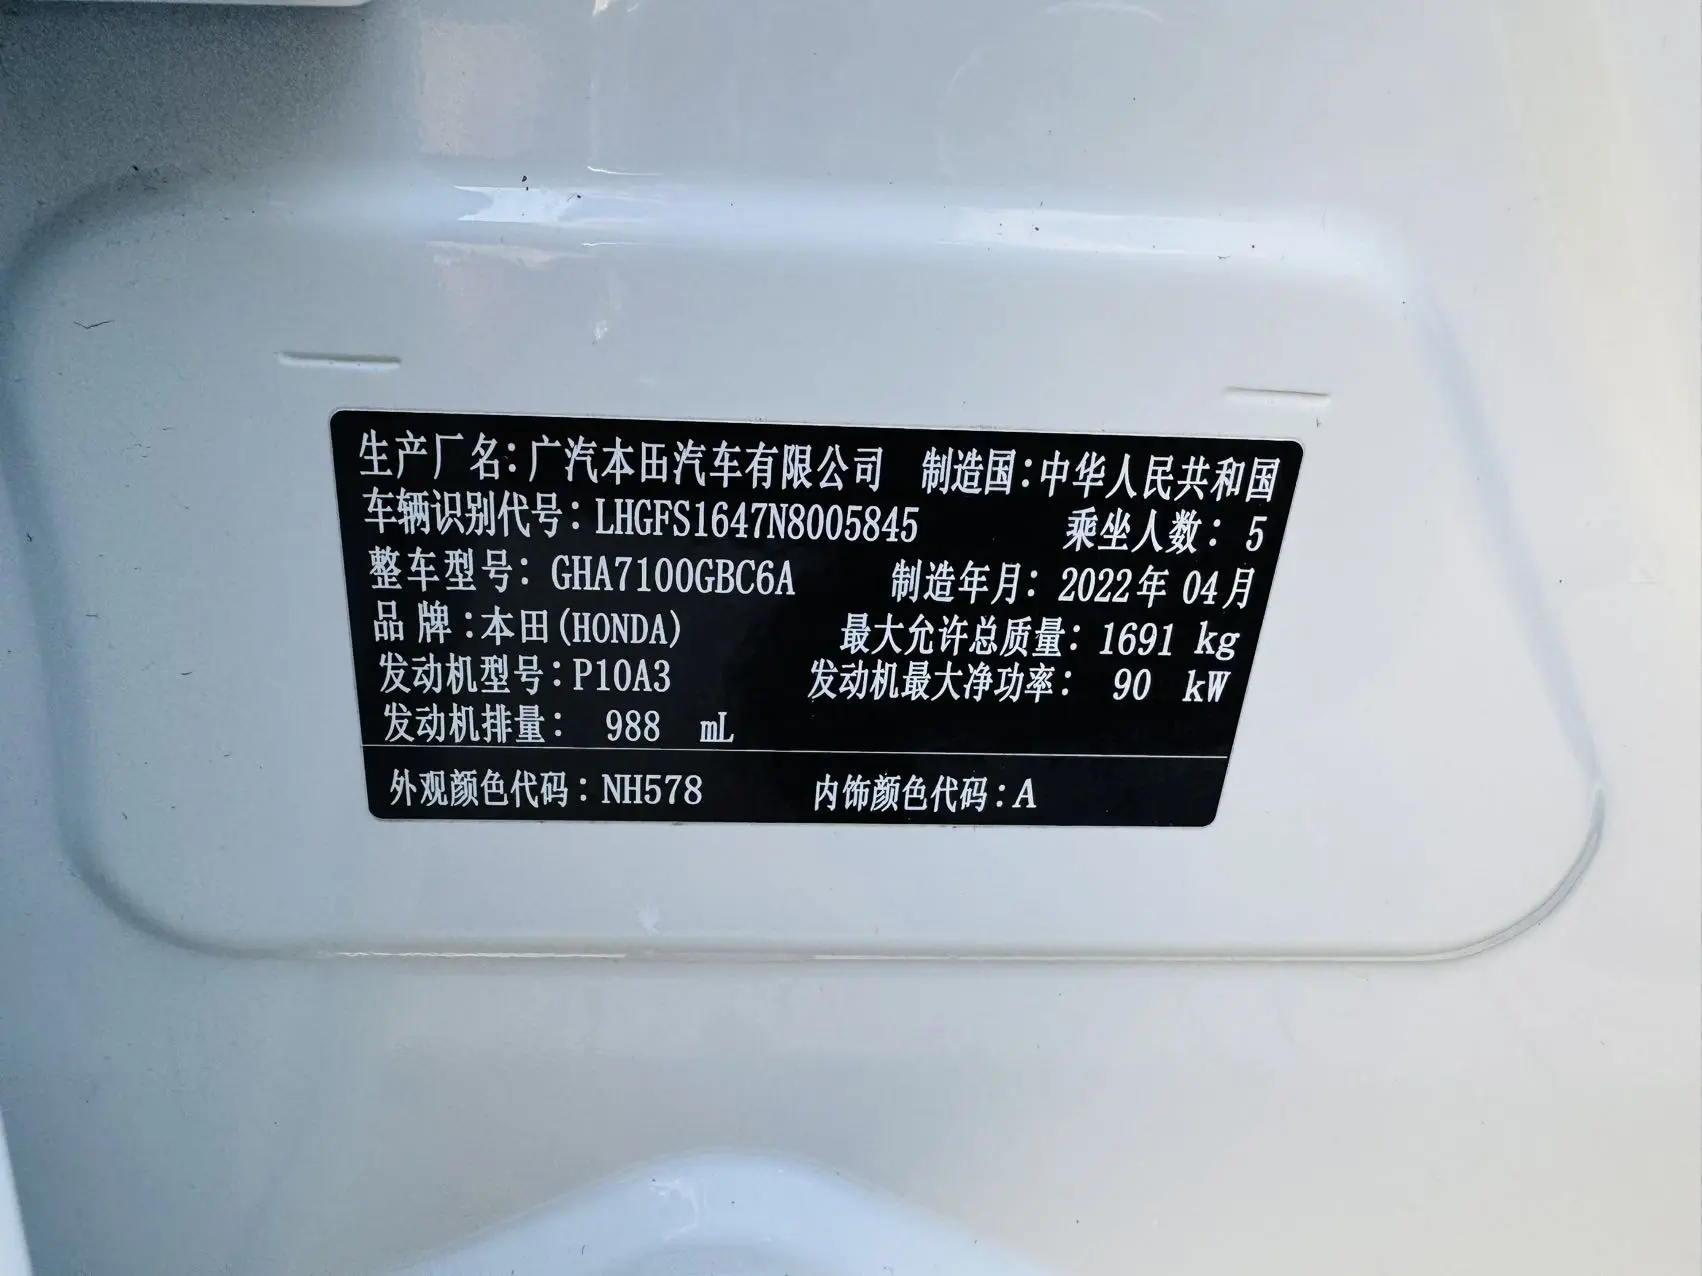 生产厂名：广汽本田汽车有限公司 制造国：中华人民共和国
车辆识别代号：LHGFS1647N8005845 乘坐人数：5
整车型号：GHA7100GBC6A 制造年月：2022年 04月
品 牌：本田(HONDA) 最大允许总质量：1691 kg
发动机型号：P10A3 发动机最大净功率： 90 kW
发动机排量： 988 mL
外观颜色代码：NH578 内饰颜色代码：A